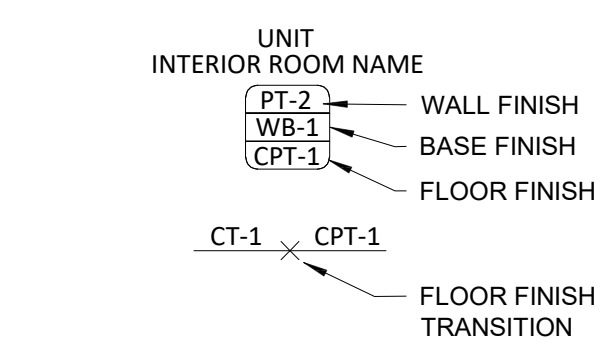 UNIT
INTERIOR ROOM NAME
PT-2
WALL FINISH
WB-1
BASE FINISH
CPT-1
FLOOR FINISH
CT-1 CPT-1
FLOOR FINISH
TRANSITION